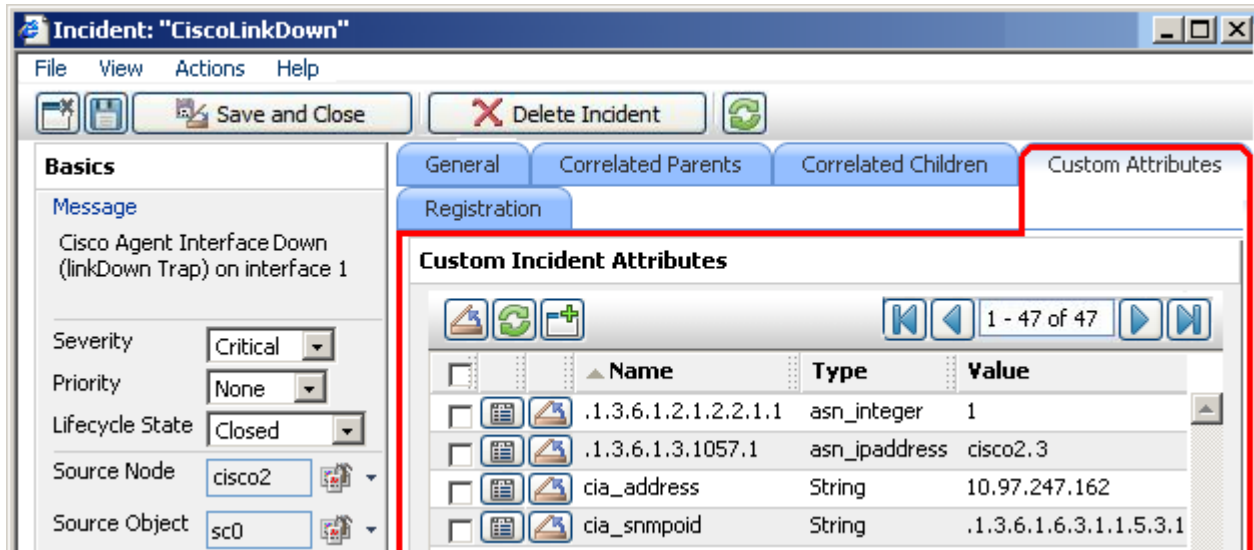 Incident: "CiscoLinkDown"
File View Actions Help
Save and Close Delete Incident
Basics
Message
Cisco Agent Interface Down
(linkDown Trap) on interface 1
Severity Critical
Priority None
Lifecycle State Closed
Source Node cisco2
Source Object sc0
General Correlated Parents Correlated Children Custom Attributes
Registration
Custom Incident Attributes
1 - 47 of 47
Name Type Value
.1.3.6.1.2.1.2.2.1.1 asn_integer 1
.1.3.6.1.3.1057.1 asn_ipaddress cisco2.3
cia_address String 10.97.247.162
cia_snmpoid String .1.3.6.1.6.3.1.1.5.3.1